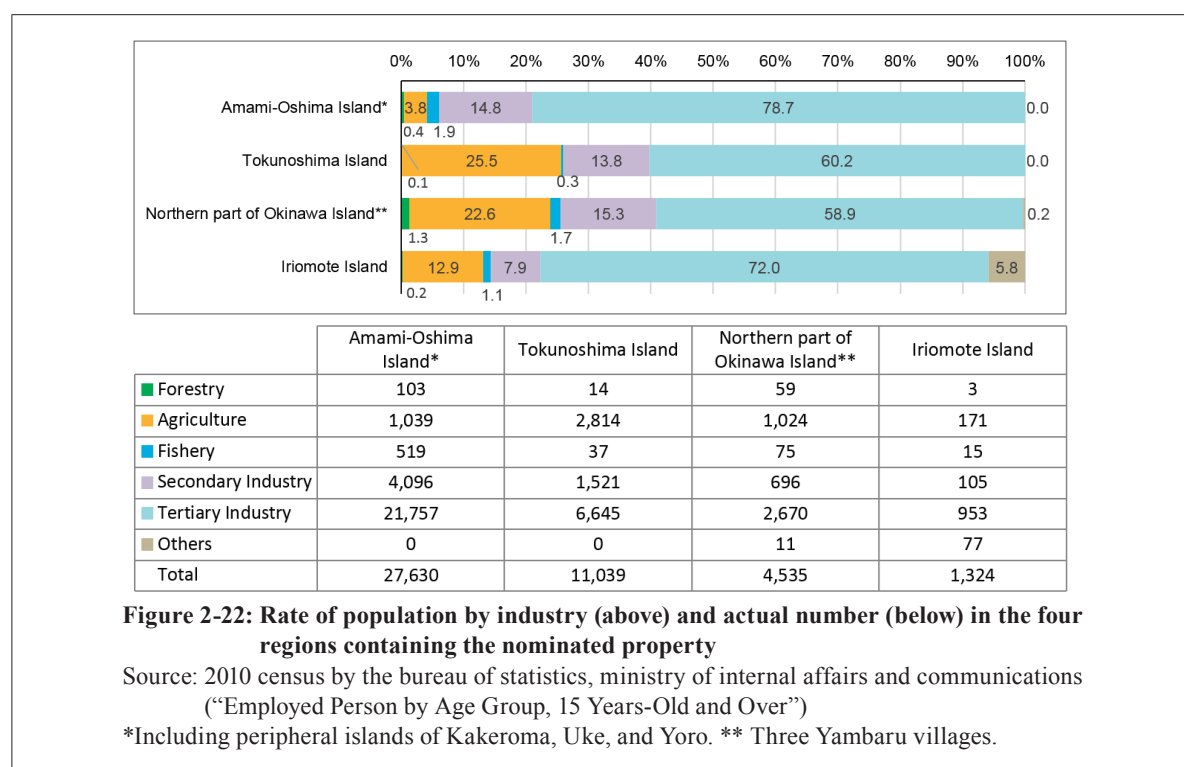 0% 10% 20% 30% 40% 50% 60% 70% 80% 90% 100%
Amami-Oshima Island* 3.8 14.8 78.7 0.0
0.4 1.9
Tokunoshima Island 25.5 13.8 60.2 0.0
0.1 0.3
Northern part of Okinawa Island** 22.6 15.3 58.9 0.2
1.3 1.7
Iriomote Island 12.9 7.9 72.0 5.8
0.2 1.1
Amami-Oshima Island* Tokunoshima Island Northern part of Okinawa Island** Iriomote Island
Forestry 103 14 59 3
Agriculture 1,039 2,814 1,024 171
Fishery 519 37 75 15
Secondary Industry 4,096 1,521 696 105
Tertiary Industry 21,757 6,645 2,670 953
Others 0 0 11 77
Total 27,630 11,039 4,535 1,324
Figure 2-22: Rate of population by industry (above) and actual number (below) in the four
regions containing the nominated property
Source: 2010 census by the bureau of statistics, ministry of internal affairs and communications
(“Employed Person by Age Group, 15 Years-Old and Over”)
*Including peripheral islands of Kakeroma, Uke, and Yoro. ** Three Yambaru villages.